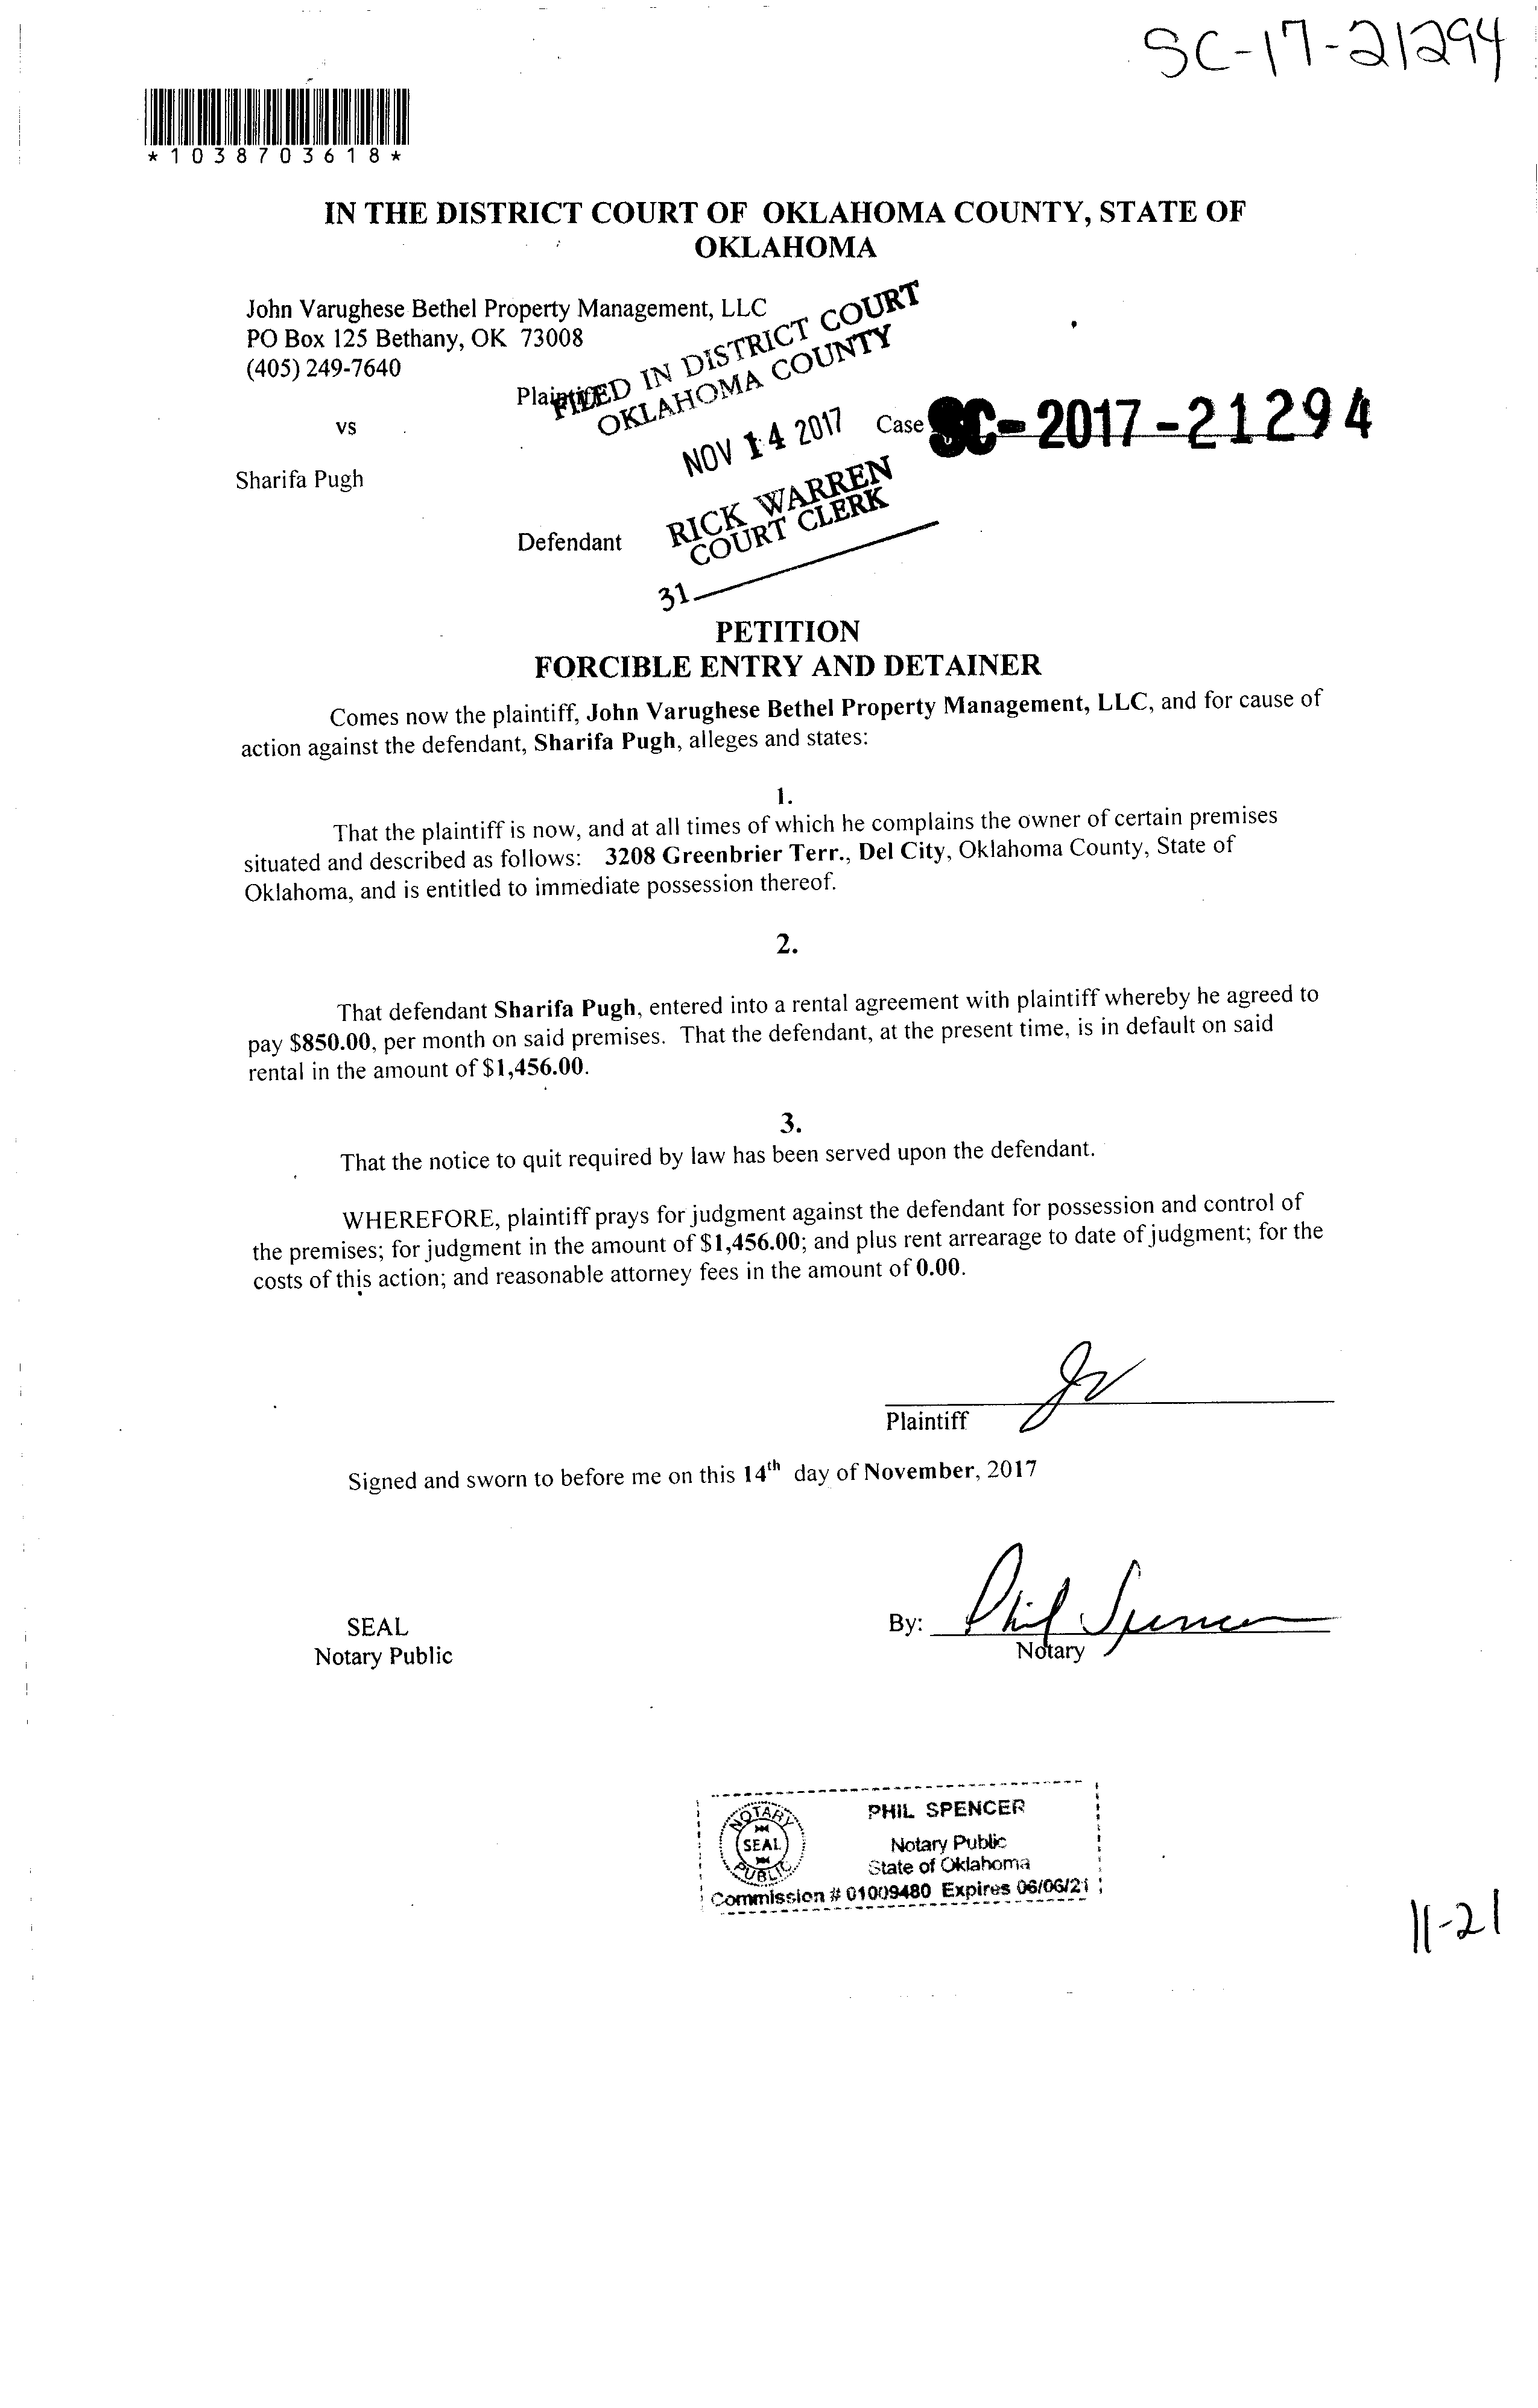 SC-17-21294
*1038703618*
IN THE DISTRICT COURT OF OKLAHOMA COUNTY, STATE OF
OKLAHOMA
John Varughese Bethel Property Management, LLC
PO Box 125 Bethany, OK 73008
(405) 249-7640
Plaintiff
FILED IN DISTRICT COURT
OKLAHOMA COUNTY
vs
NOV 14 2017
Case SC-2017-21294
Sharifa Pugh
RICK WARREN
COURT CLERK
Defendant
31
PETITION
FORCIBLE ENTRY AND DETAINER
Comes now the plaintiff, John Varughese Bethel Property Management, LLC, and for cause of
action against the defendant, Sharifa Pugh, alleges and states:
1.
That the plaintiff is now, and at all times of which he complains the owner of certain premises
situated and described as follows: 3208 Greenbrier Terr., Del City, Oklahoma County, State of
Oklahoma, and is entitled to immediate possession thereof.
2.
That defendant Sharifa Pugh, entered into a rental agreement with plaintiff whereby he agreed to
pay $850.00, per month on said premises. That the defendant, at the present time, is in default on said
rental in the amount of $1,456.00.
3.
That the notice to quit required by law has been served upon the defendant.
WHEREFORE, plaintiff prays for judgment against the defendant for possession and control of
the premises; for judgment in the amount of $1,456.00; and plus rent arrearage to date of judgment; for the
costs of this action; and reasonable attorney fees in the amount of 0.00.
JV
Plaintiff
Signed and sworn to before me on this 14th day of November, 2017
SEAL
Notary Public
By: Phil Spencer
Notary
NOTARY
SEAL
PUBLIC
PHIL SPENCER
Notary Public
State of Oklahoma
Commission # 01009480 Expires 06/06/21
11-21